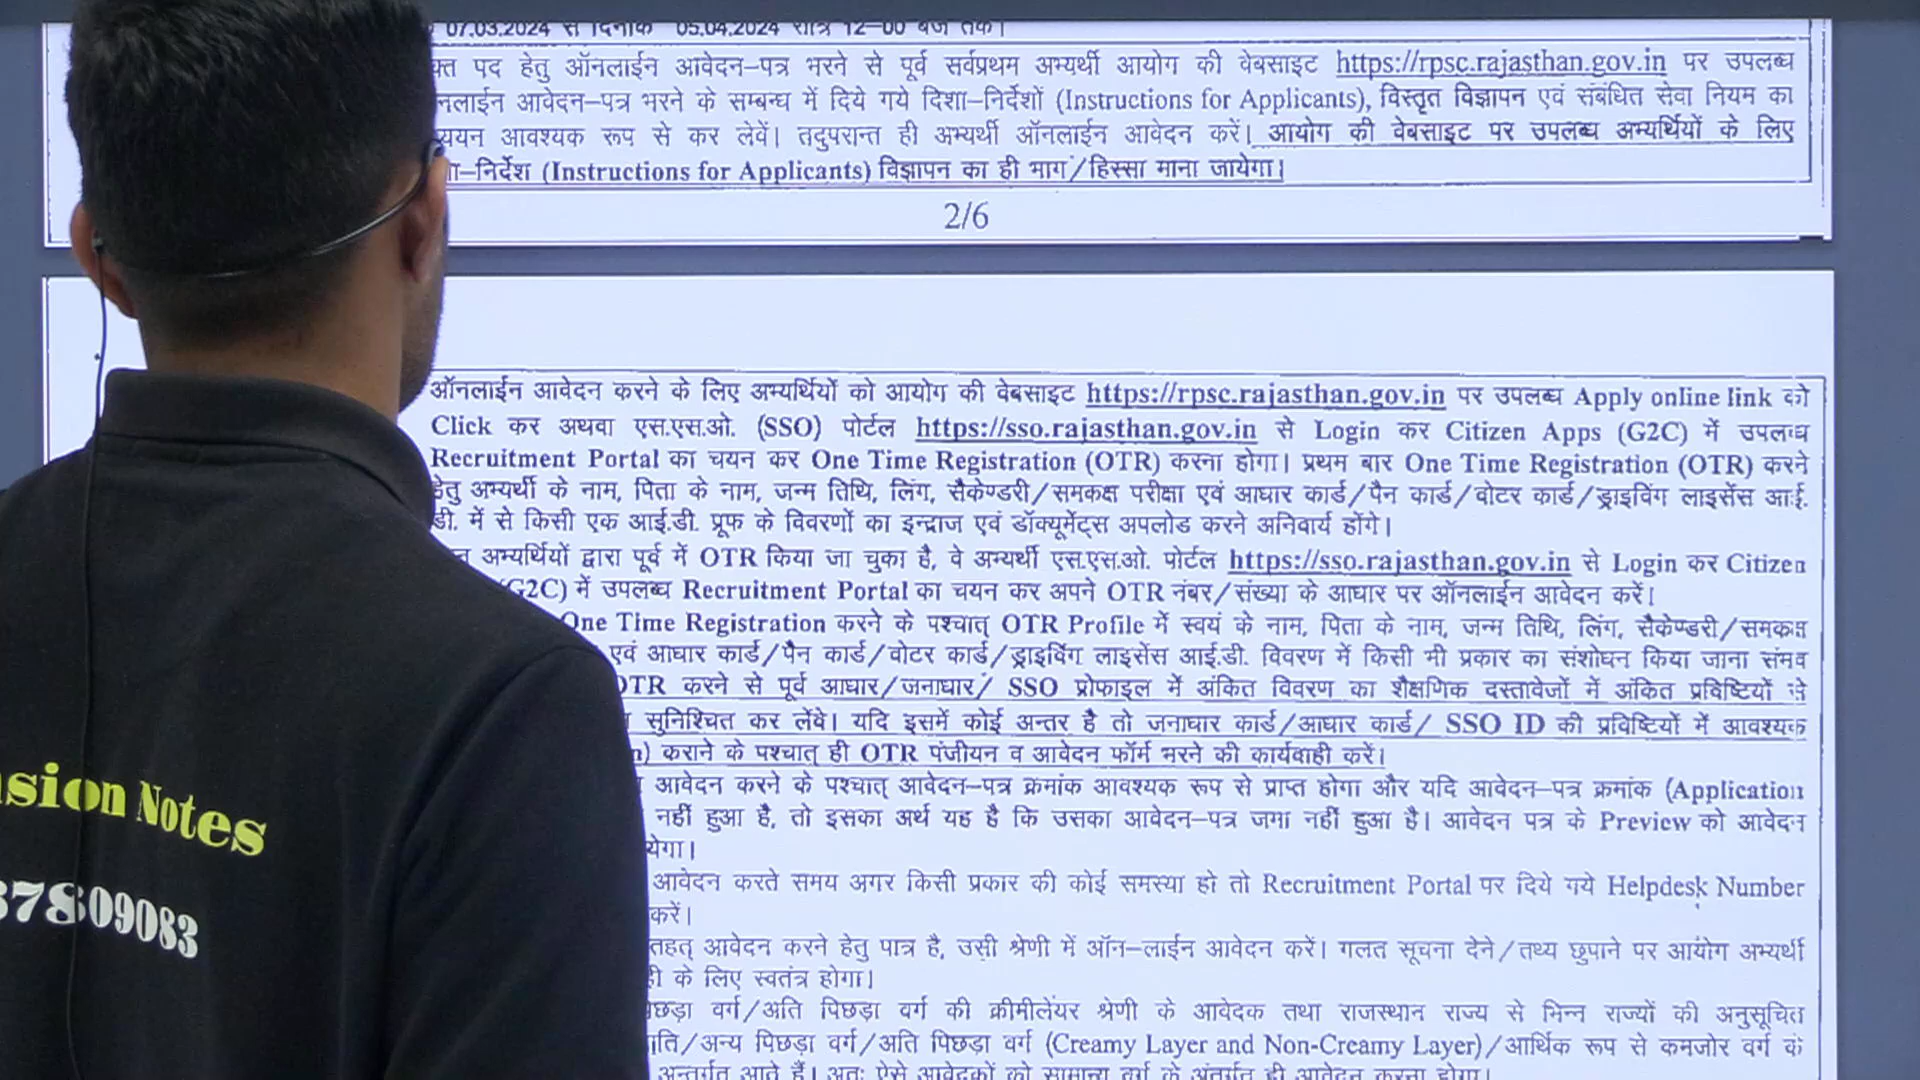 07.03.2024 से दिनांक 05.04.2024 रात्रि 12–00 बजे तक।
पद हेतु ऑनलाईन आवेदन–पत्र भरने से पूर्व सर्वप्रथम अभ्यर्थी आयोग की वेबसाइट https://rpsc.rajasthan.gov.in पर उपलब्ध
आवेदन–पत्र भरने के सम्बन्ध में दिये गये दिशा–निर्देशों (Instructions for Applicants), विस्तृत विज्ञापन एवं संबंधित सेवा नियम का
आवश्यक रूप से कर लेवें। तदुपरान्त ही अभ्यर्थी ऑनलाईन आवेदन करें। आयोग की वेबसाइट पर उपलब्ध अभ्यर्थियों के लिए
–निर्देश (Instructions for Applicants) विज्ञापन का ही भाग/हिस्सा माना जायेगा।
2/6
ऑनलाईन आवेदन करने के लिए अभ्यर्थियों को आयोग की वेबसाइट https://rpsc.rajasthan.gov.in पर उपलब्ध Apply online link को
Click कर अथवा एस.एस.ओ. (SSO) पोर्टल https://sso.rajasthan.gov.in से Login कर Citizen Apps (G2C) में उपलब्ध
Recruitment Portal का चयन कर One Time Registration (OTR) करना होगा। प्रथम बार One Time Registration (OTR) करने
हेतु अभ्यर्थी के नाम, पिता के नाम, जन्म तिथि, लिंग, सैकेण्डरी/समकक्ष परीक्षा एवं आधार कार्ड/पैन कार्ड/वोटर कार्ड/ड्राइविंग लाइसेंस आई.
डी. में से किसी एक आई.डी. प्रूफ के विवरणों का इन्द्राज एवं डॉक्यूमेंट्स अपलोड करने अनिवार्य होंगे।
अभ्यर्थियों द्वारा पूर्व में OTR किया जा चुका है, वे अभ्यर्थी एस.एस.ओ. पोर्टल https://sso.rajasthan.gov.in से Login कर Citizen
G2C) में उपलब्ध Recruitment Portal का चयन कर अपने OTR नंबर/संख्या के आधार पर ऑनलाईन आवेदन करें।
One Time Registration करने के पश्चात् OTR Profile में स्वयं के नाम, पिता के नाम, जन्म तिथि, लिंग, सैकेण्डरी/समकक्ष
एवं आधार कार्ड/पैन कार्ड/वोटर कार्ड/ड्राइविंग लाइसेंस आई.डी. विवरण में किसी भी प्रकार का संशोधन किया जाना संभव
OTR करने से पूर्व आधार/जनाधार/ SSO प्रोफाइल में अंकित विवरण का शैक्षणिक दस्तावेजों में अंकित प्रविष्टियों से
सुनिश्चित कर लेंवे। यदि इसमें कोई अन्तर है तो जनाधार कार्ड/आधार कार्ड/ SSO ID की प्रविष्टियों में आवश्यक
n) कराने के पश्चात् ही OTR पंजीयन व आवेदन फॉर्म भरने की कार्यवाही करें।
आवेदन करने के पश्चात् आवेदन–पत्र क्रमांक आवश्यक रूप से प्राप्त होगा और यदि आवेदन–पत्र क्रमांक (Application
नहीं हुआ है, तो इसका अर्थ यह है कि उसका आवेदन–पत्र जमा नहीं हुआ है। आवेदन पत्र के Preview को आवेदन
येगा।
आवेदन करते समय अगर किसी प्रकार की कोई समस्या हो तो Recruitment Portal पर दिये गये Helpdesk Number
करें।
तहत् आवेदन करने हेतु पात्र है, उसी श्रेणी में ऑन–लाईन आवेदन करें। गलत सूचना देने/तथ्य छुपाने पर आयोग अभ्यर्थी
ही के लिए स्वतंत्र होगा।
पिछड़ा वर्ग/अति पिछड़ा वर्ग की क्रीमीलेयर श्रेणी के आवेदक तथा राजस्थान राज्य से भिन्न राज्यों की अनुसूचित
जाति/अन्य पिछड़ा वर्ग/अति पिछड़ा वर्ग (Creamy Layer and Non-Creamy Layer)/आर्थिक रूप से कमजोर वर्ग के
अन्तर्गत आते हैं। अतः ऐसे आवेदकों को सामान्य वर्ग के अंतर्गत ही आवेदन करना होगा।
sion Notes
37809083